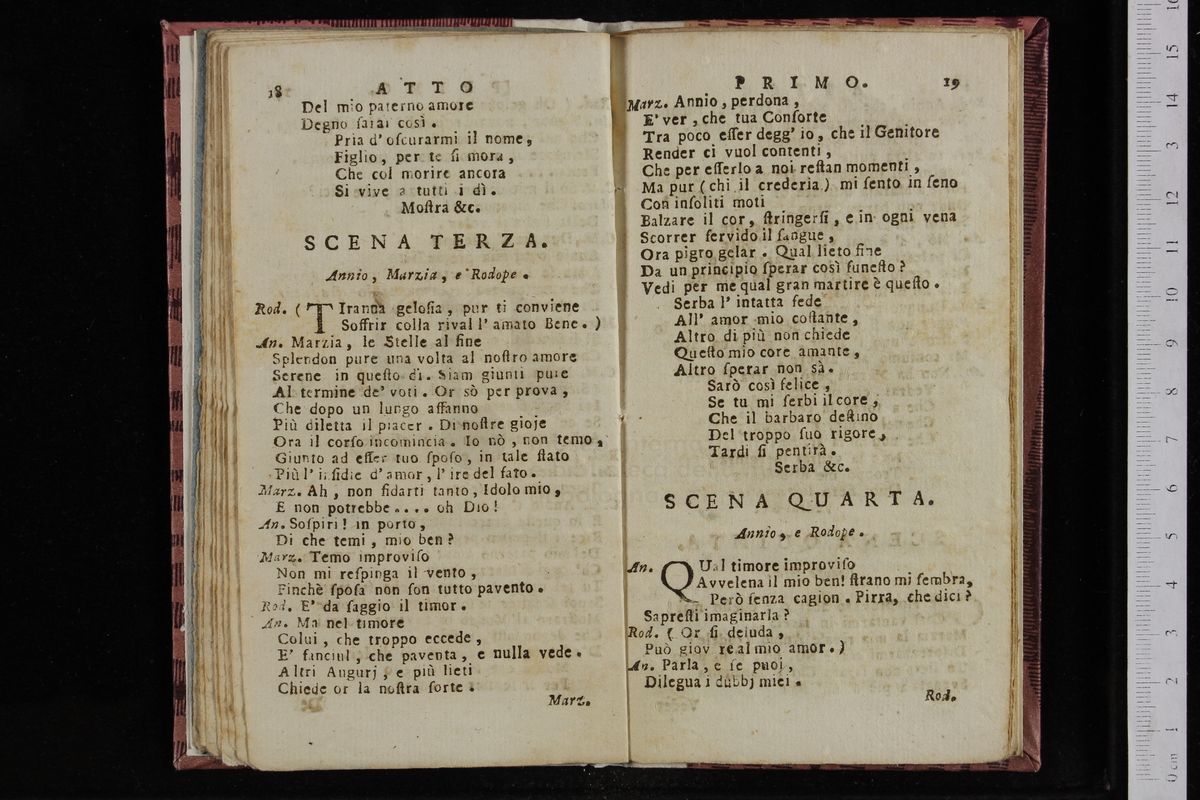 18 ATTO
Del mio paterno amore
Degno sarai così.
Pria d' oscurarmi il nome,
Figlio, per te si mora,
Che col morire ancora
Si vive a tutti i dì.
Mostra &c.
SCENA TERZA.
Annio, Marzia, e Rodope.
Rod. ( TIranna gelosia, pur ti conviene
Soffrir colla rival l' amato Bene. )
An. Marzia, le Stelle al fine
Splendon pure una volta al nostro amore
Serene in questo dì. Siam giunti pure
Al termine de' voti. Or sò per prova,
Che dopo un lungo affanno
Più diletta il piacer. Di nostre gioje
Ora il corso incomincia. Io nò, non temo,
Giunto ad esser tuo sposo, in tale stato
Più l' insidie d' amor, l' ire del fato.
Marz. Ah, non fidarti tanto, Idolo mio,
E non potrebbe.... oh Dio!
An. Sospiri! in porto,
Di che temi, mio ben?
Marz. Temo improviso
Non mi respinga il vento,
Finchè sposa non son tutto pavento.
Rod. E' da saggio il timor.
An. Ma nel timore
Colui, che troppo eccede,
E' fanciul, che paventa, e nulla vede.
Altri Augurj, e più lieti
Chiede or la nostra sorte.
Marz.
PRIMO. 19
Marz. Annio, perdona,
E' ver, che tua Consorte
Tra poco esser degg' io, che il Genitore
Render ci vuol contenti,
Che per esserlo a noi restan momenti,
Ma pur (chi il crederia) mi sento in seno
Con insoliti moti
Balzare il cor, stringersi, e in ogni vena
Scorrer fervido il sangue,
Ora pigro gelar. Qual lieto fine
Da un principio sperar così funesto?
Vedi per me qual gran martire è questo.
Serba l' intatta fede
All' amor mio costante,
Altro di più non chiede
Questo mio core amante,
Altro sperar non sà.
Sarò così felice,
Se tu mi serbi il core,
Che il barbaro destino
Del troppo suo rigore,
Tardi si pentirà.
Serba &c.
SCENA QUARTA.
Annio, e Rodope.
An. QUal timore improviso
Avvelena il mio ben! strano mi sembra,
Però senza cagion. Pirra, che dici?
Sapresti imaginarla?
Rod. ( Or si deluda,
Può giov re al mio amor. )
An. Parla, e se puoi,
Dilegua i dubbj miei.
Rod.